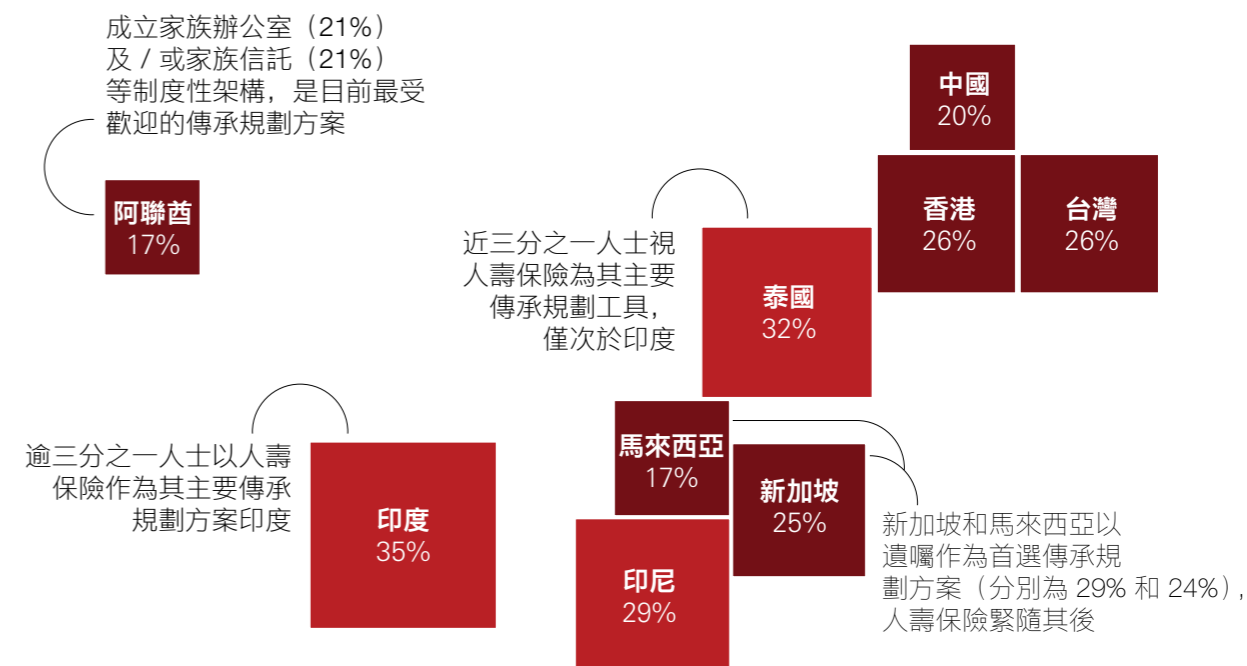 成立家族辦公室（21%）
及 / 或家族信託（21%）
等制度性架構，是目前最受
歡迎的傳承規劃方案
阿聯酋
17%
中國
20%
香港
26%
台灣
26%
近三分之一人士視
人壽保險為其主要
傳承規劃工具，
僅次於印度
泰國
32%
逾三分之一人士以人壽
保險作為其主要傳承
規劃方案印度
印度
35%
馬來西亞
17%
新加坡
25%
印尼
29%
新加坡和馬來西亞以
遺囑作為首選傳承規
劃方案（分別為 29% 和 24%），
人壽保險緊隨其後